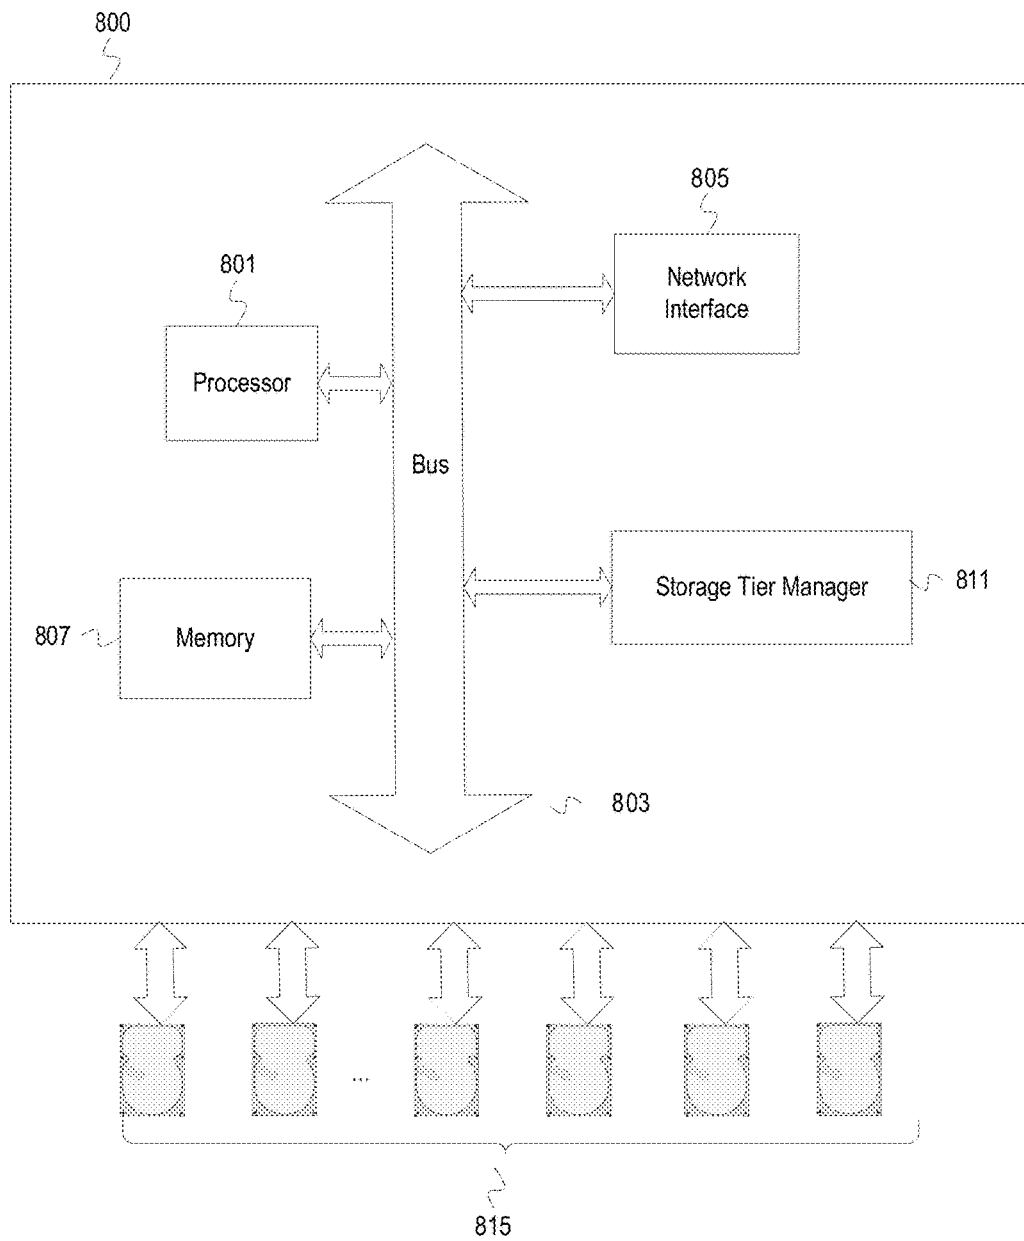 800
805
Network
Interface
801
Processor
Bus
Storage Tier Manager
811
807
Memory
803
...
815